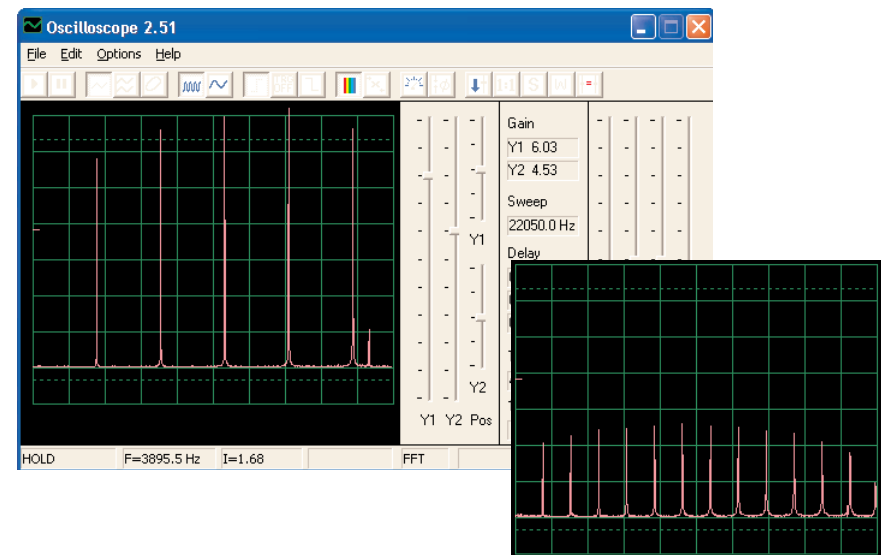 Oscilloscope 2.51
File Edit Options Help
Gain
Y1 6.03
Y2 4.53
Sweep
22050.0 Hz
Delay
Y1
Y2
Y1 Y2 Pos
HOLD F=3895.5 Hz I=1.68 FFT